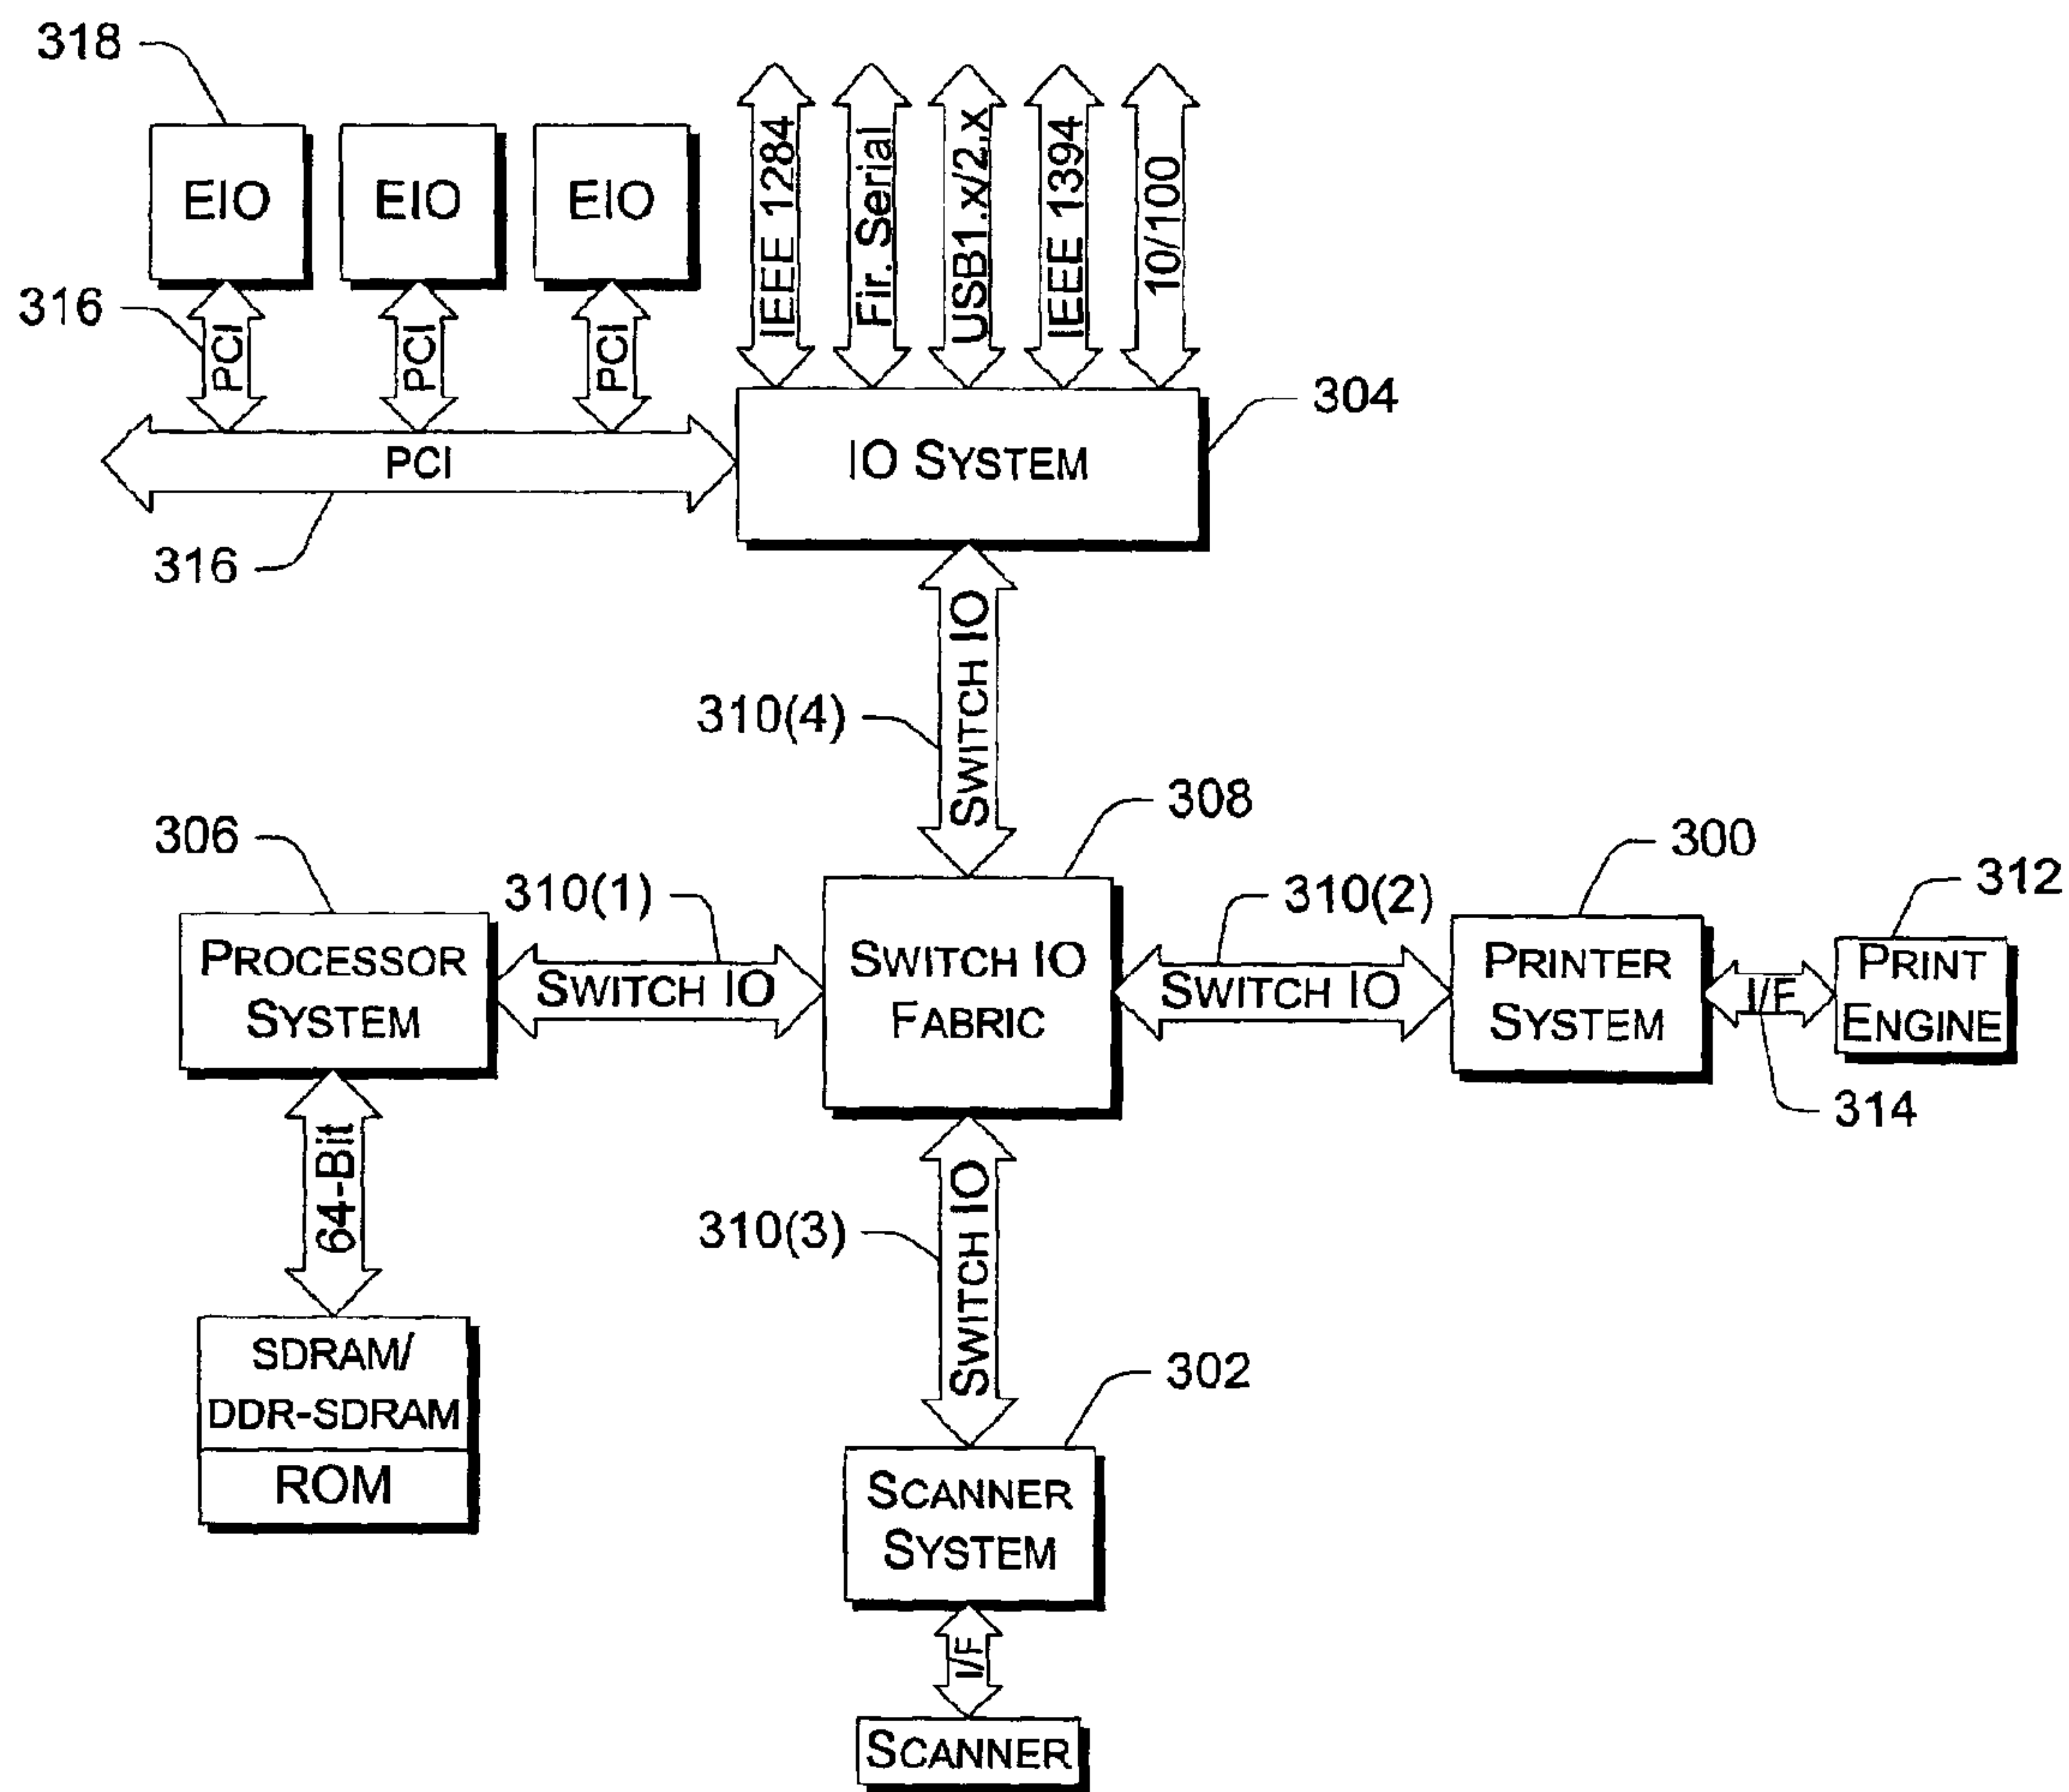 318
EIO
EIO
EIO
IEEE 1284
Fir. Serial
USB1.x/2.x
IEEE 1394
10/100
316
PCI
PCI
PCI
304
PCI
IO SYSTEM
316
SWITCH IO
310(4)
308
306
300
310(1)
310(2)
312
PROCESSOR
SYSTEM
SWITCH IO
SWITCH IO
FABRIC
SWITCH IO
PRINTER
SYSTEM
I/F
PRINT
ENGINE
314
64-Bit
SWITCH IO
310(3)
302
SDRAM/
DDR-SDRAM
ROM
SCANNER
SYSTEM
I/F
SCANNER